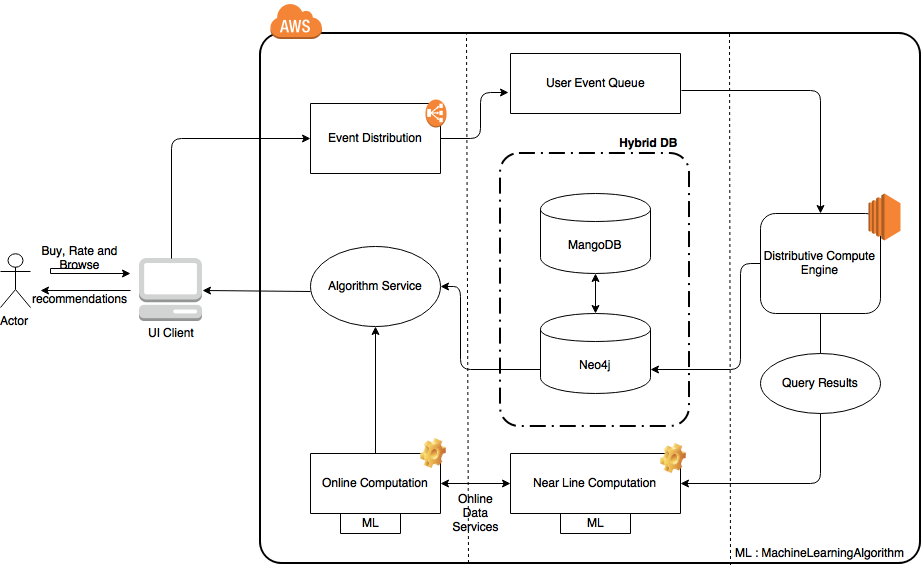 AWS
User Event Queue
Event Distribution
Hybrid DB
MangoDB
Distributive Compute
Engine
Buy, Rate and
Browse
recommendations
Actor
UI Client
Algorithm Service
Neo4j
Query Results
Online Computation
Near Line Computation
Online
Data
Services
ML
ML
ML : MachineLearningAlgorithm